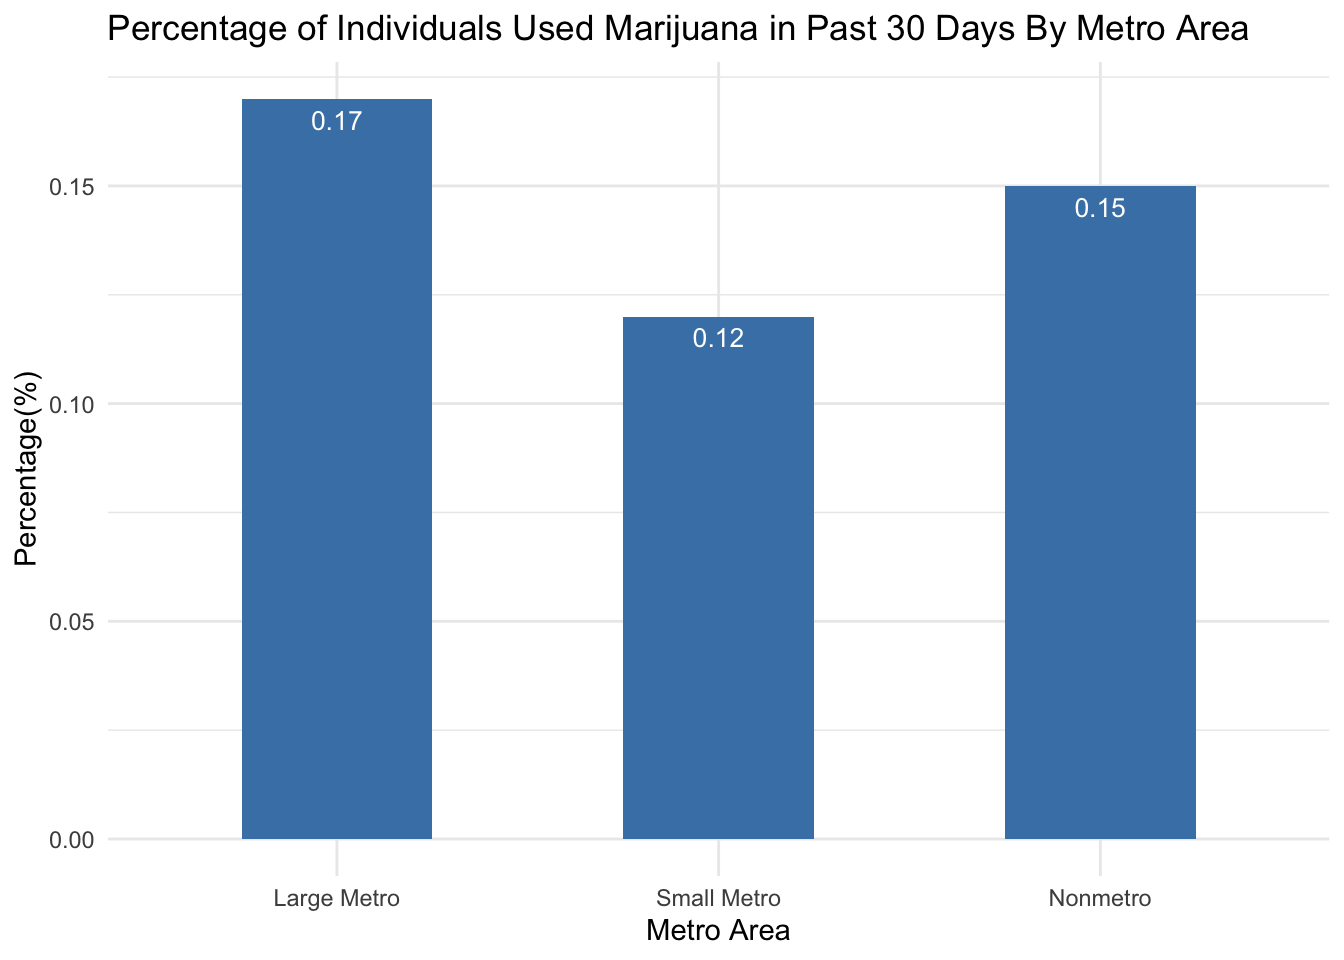 Percentage of Individuals Used Marijuana in Past 30 Days By Metro Area
Percentage(%)
0.15
0.10
0.05
0.00
0.17
0.12
0.15
Large Metro
Small Metro
Nonmetro
Metro Area